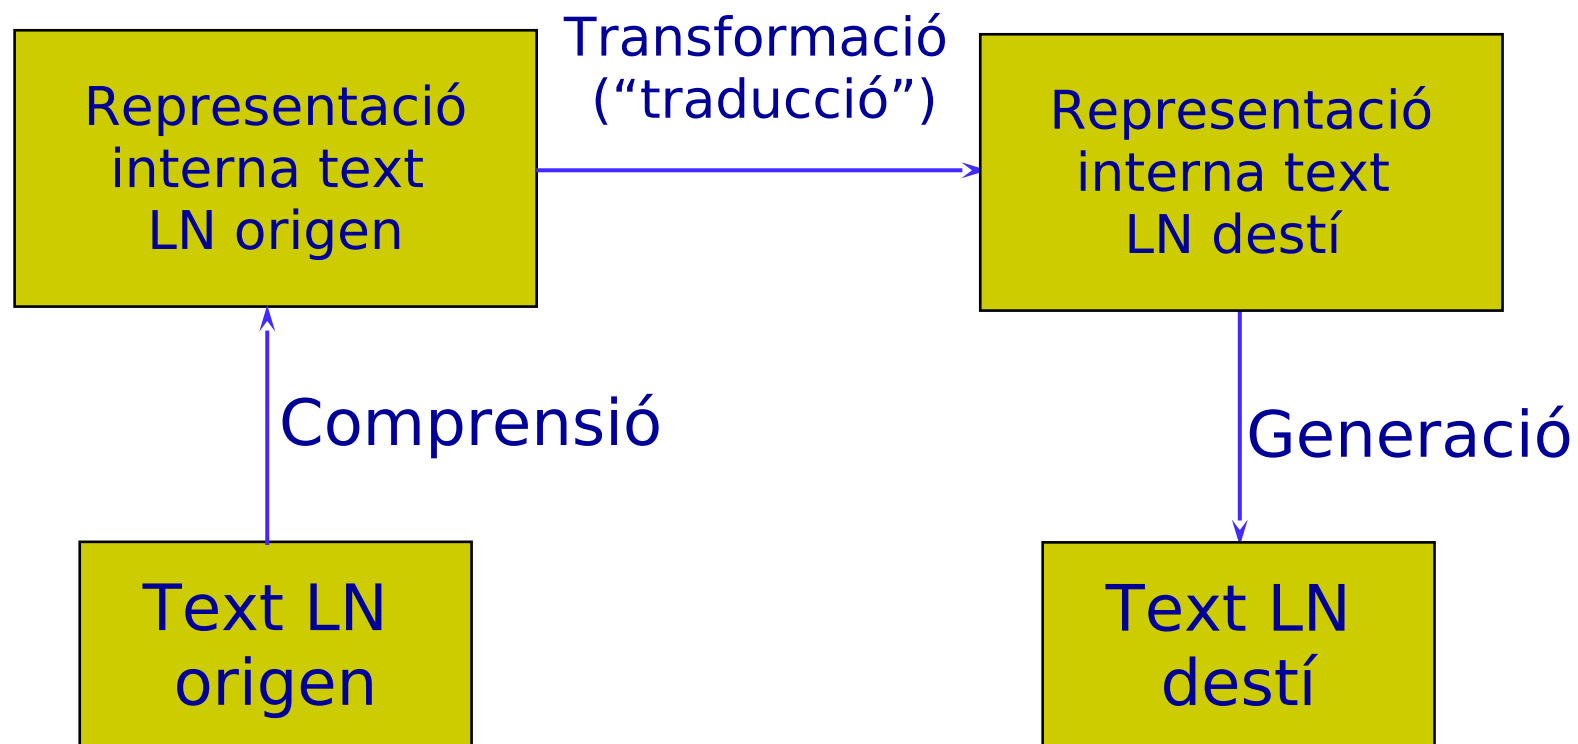 Representació
interna text
LN origen
Transformació
(“traducció”)
Representació
interna text
LN destí
Comprensió
Generació
Text LN
origen
Text LN
destí